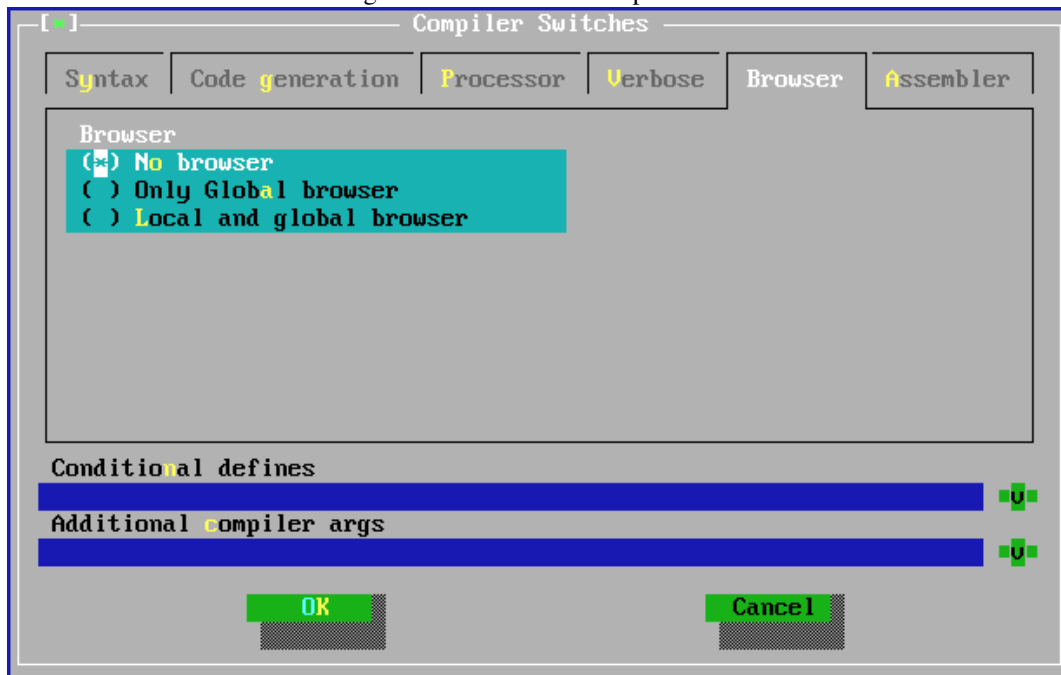 [*] Compiler Switches
Syntax Code generation Processor Verbose Browser Assembler
Browser
(*) No browser
( ) Only Global browser
( ) Local and global browser
Conditional defines
Additional compiler args
OK Cancel